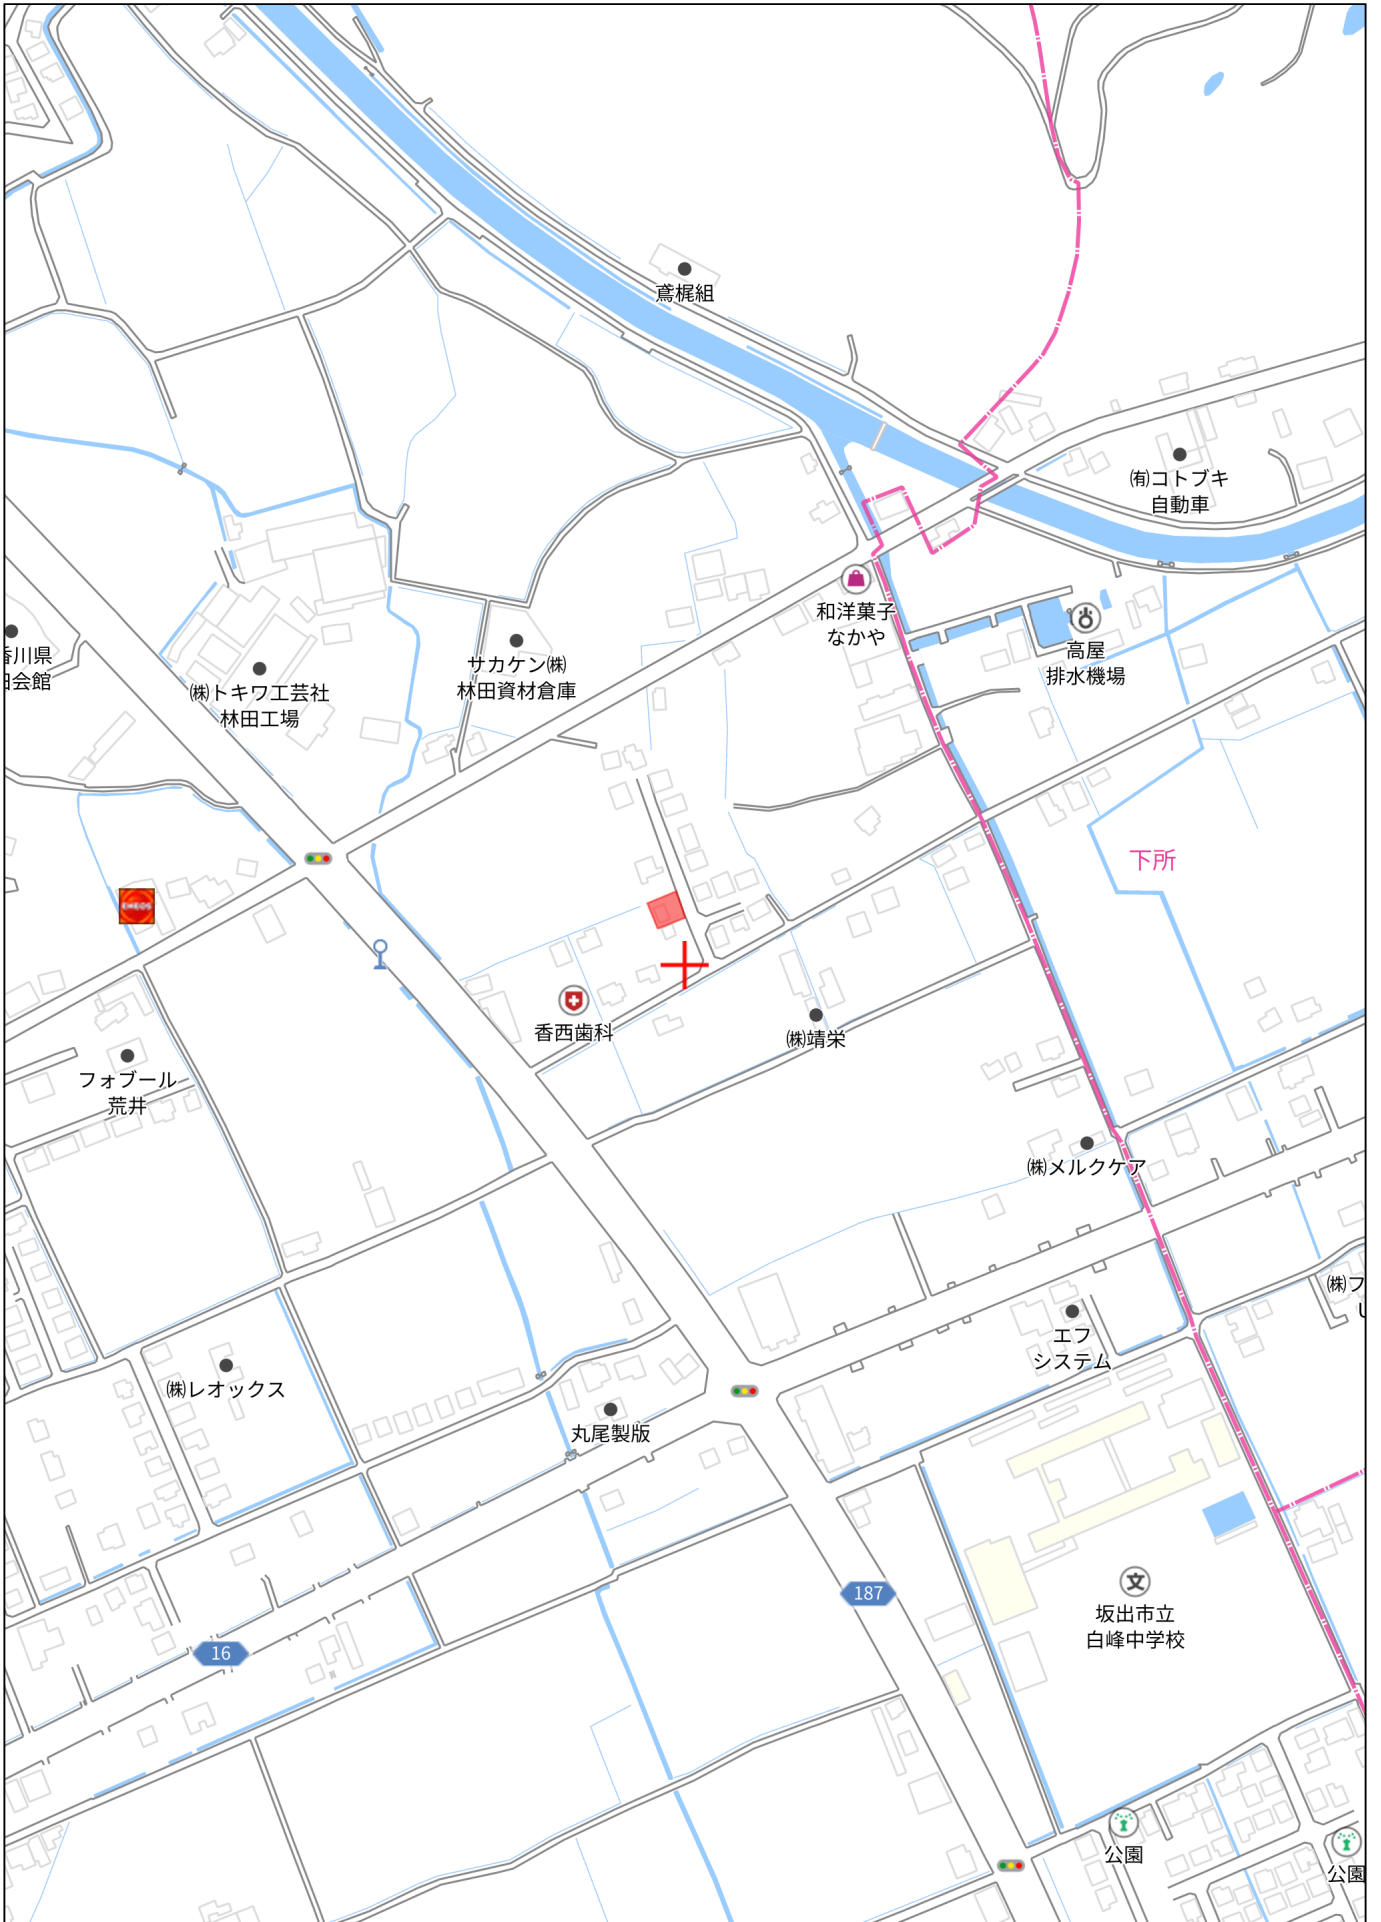 鳶梶組
㈲コトブキ
自動車
和洋菓子
なかや
高屋
排水機場
香川県
サカケン㈱
林田資材倉庫
㈱トキワ工芸社
林田工場
下所
ENEOS
香西歯科
㈱靖栄
フォブール
荒井
㈱メルクケア
㈱フ
エフ
システム
㈱レオックス
丸尾製版
187
坂出市立
白峰中学校
16
公園
公園